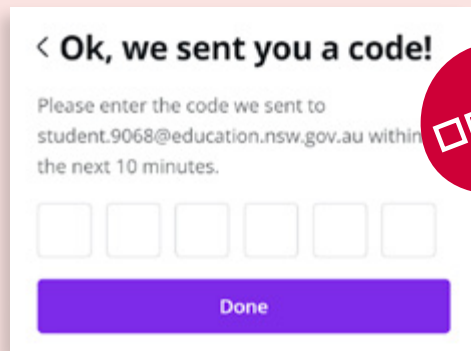 < Ok, we sent you a code!
Please enter the code we sent to
student.9068@education.nsw.gov.au within
the next 10 minutes.
Done